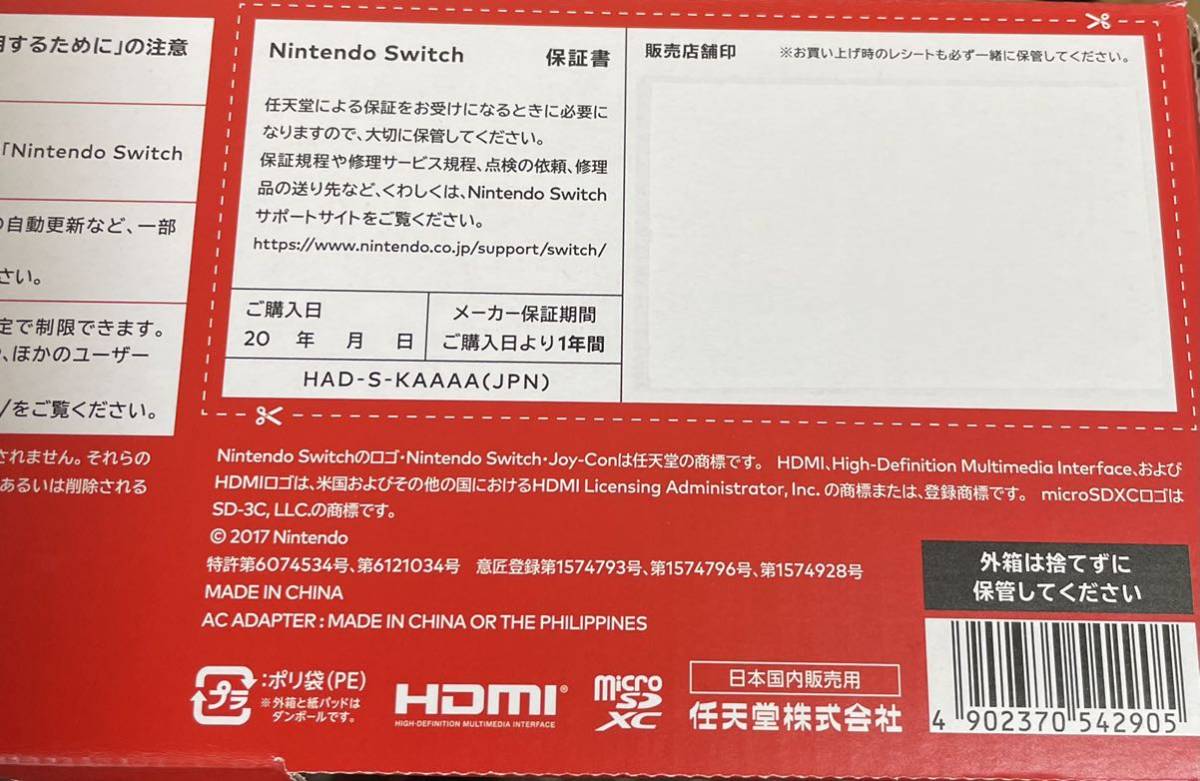 用するために」の注意
「Nintendo Switch
の自動更新など、一部
さい。
定で制限できます。
や、ほかのユーザー
/をご覧ください。
されません。それらの
あるいは削除される
Nintendo Switch 保証書
任天堂による保証をお受けになるときに必要に
なりますので、大切に保管してください。
保証規程や修理サービス規程、点検の依頼、修理
品の送り先など、くわしくは、Nintendo Switch
サポートサイトをご覧ください。
https://www.nintendo.co.jp/support/switch/
ご購入日
20 年 月 日
メーカー保証期間
ご購入日より1年間
HAD-S-KAAAA(JPN)
販売店舗印 ※お買い上げ時のレシートも必ず一緒に保管してください。
Nintendo Switchのロゴ・Nintendo Switch・Joy-Conは任天堂の商標です。 HDMI、High-Definition Multimedia Interface、および
HDMIロゴは、米国およびその他の国におけるHDMI Licensing Administrator, Inc. の商標または、登録商標です。 microSDXCロゴは
SD-3C, LLC.の商標です。
© 2017 Nintendo
特許第6074534号、第6121034号 意匠登録第1574793号、第1574796号、第1574928号
MADE IN CHINA
AC ADAPTER : MADE IN CHINA OR THE PHILIPPINES
外箱は捨てずに
保管してください
プラ
:ポリ袋(PE)
※外箱と紙パッドは
ダンボールです。
HDMI®
HIGH-DEFINITION MULTIMEDIA INTERFACE
micro
SD
XC
日本国内販売用
任天堂株式会社
4 902370 542905